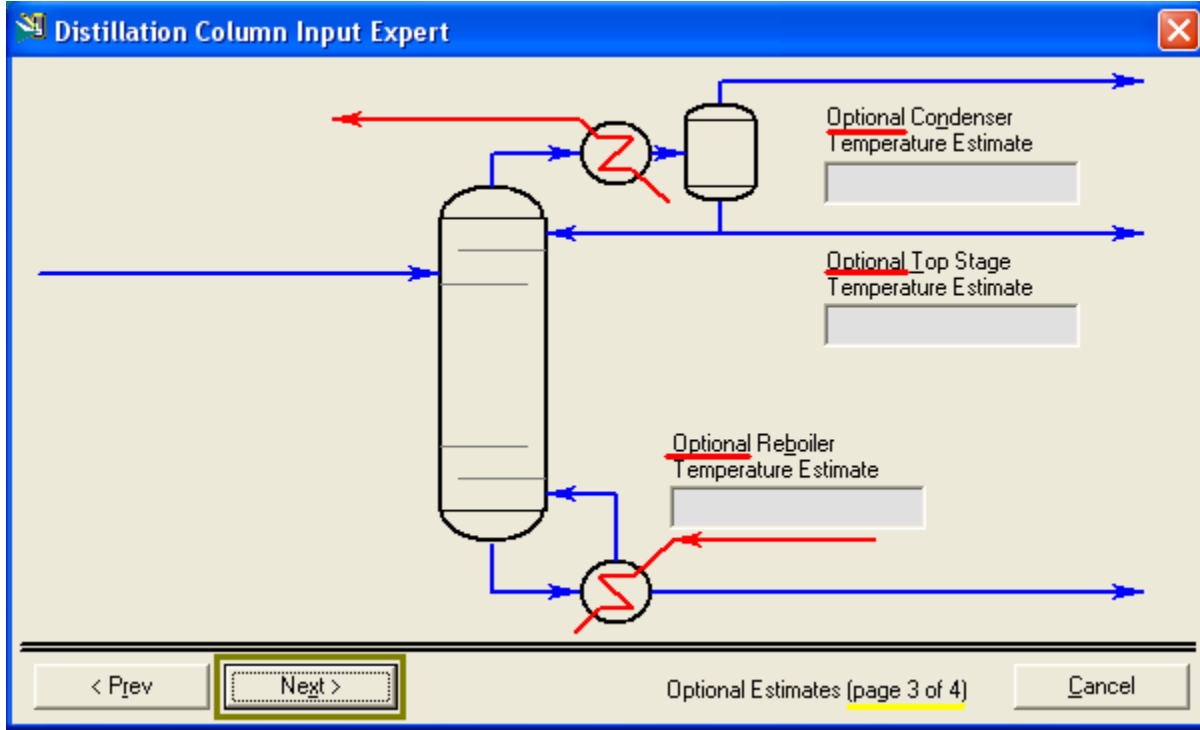 Distillation Column Input Expert
Optional Condenser
Temperature Estimate
Optional Top Stage
Temperature Estimate
Optional Reboiler
Temperature Estimate
< Prev
Next >
Optional Estimates (page 3 of 4)
Cancel